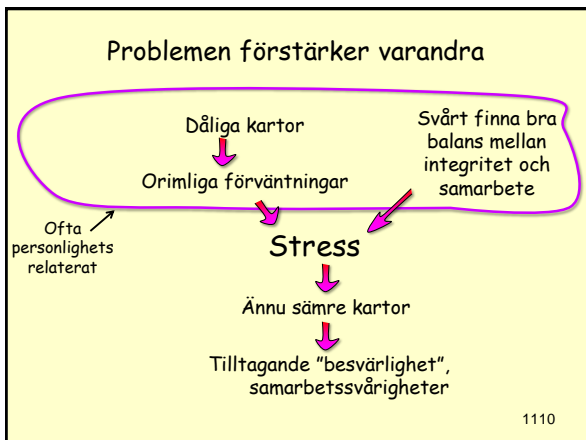 Problemen förstärker varandra
Dåliga kartor
Orimliga förväntningar
Svårt finna bra
balans mellan
integritet och
samarbete
Ofta
personlighets
relaterat
Stress
Ännu sämre kartor
Tilltagande ”besvärlighet”,
samarbetssvårigheter
1110